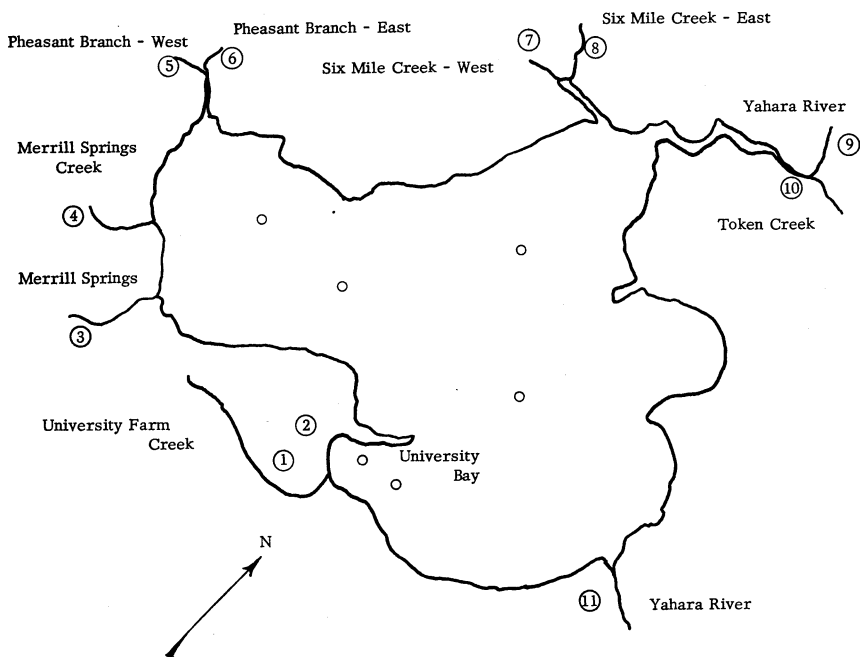 Six Mile Creek - East
Pheasant Branch - East
Pheasant Branch - West
7
8
6
5
Six Mile Creek - West
Yahara River
9
Merrill Springs
Creek
10
4
Token Creek
Merrill Springs
3
University Farm
Creek
2
1
University
Bay
N
11
Yahara River